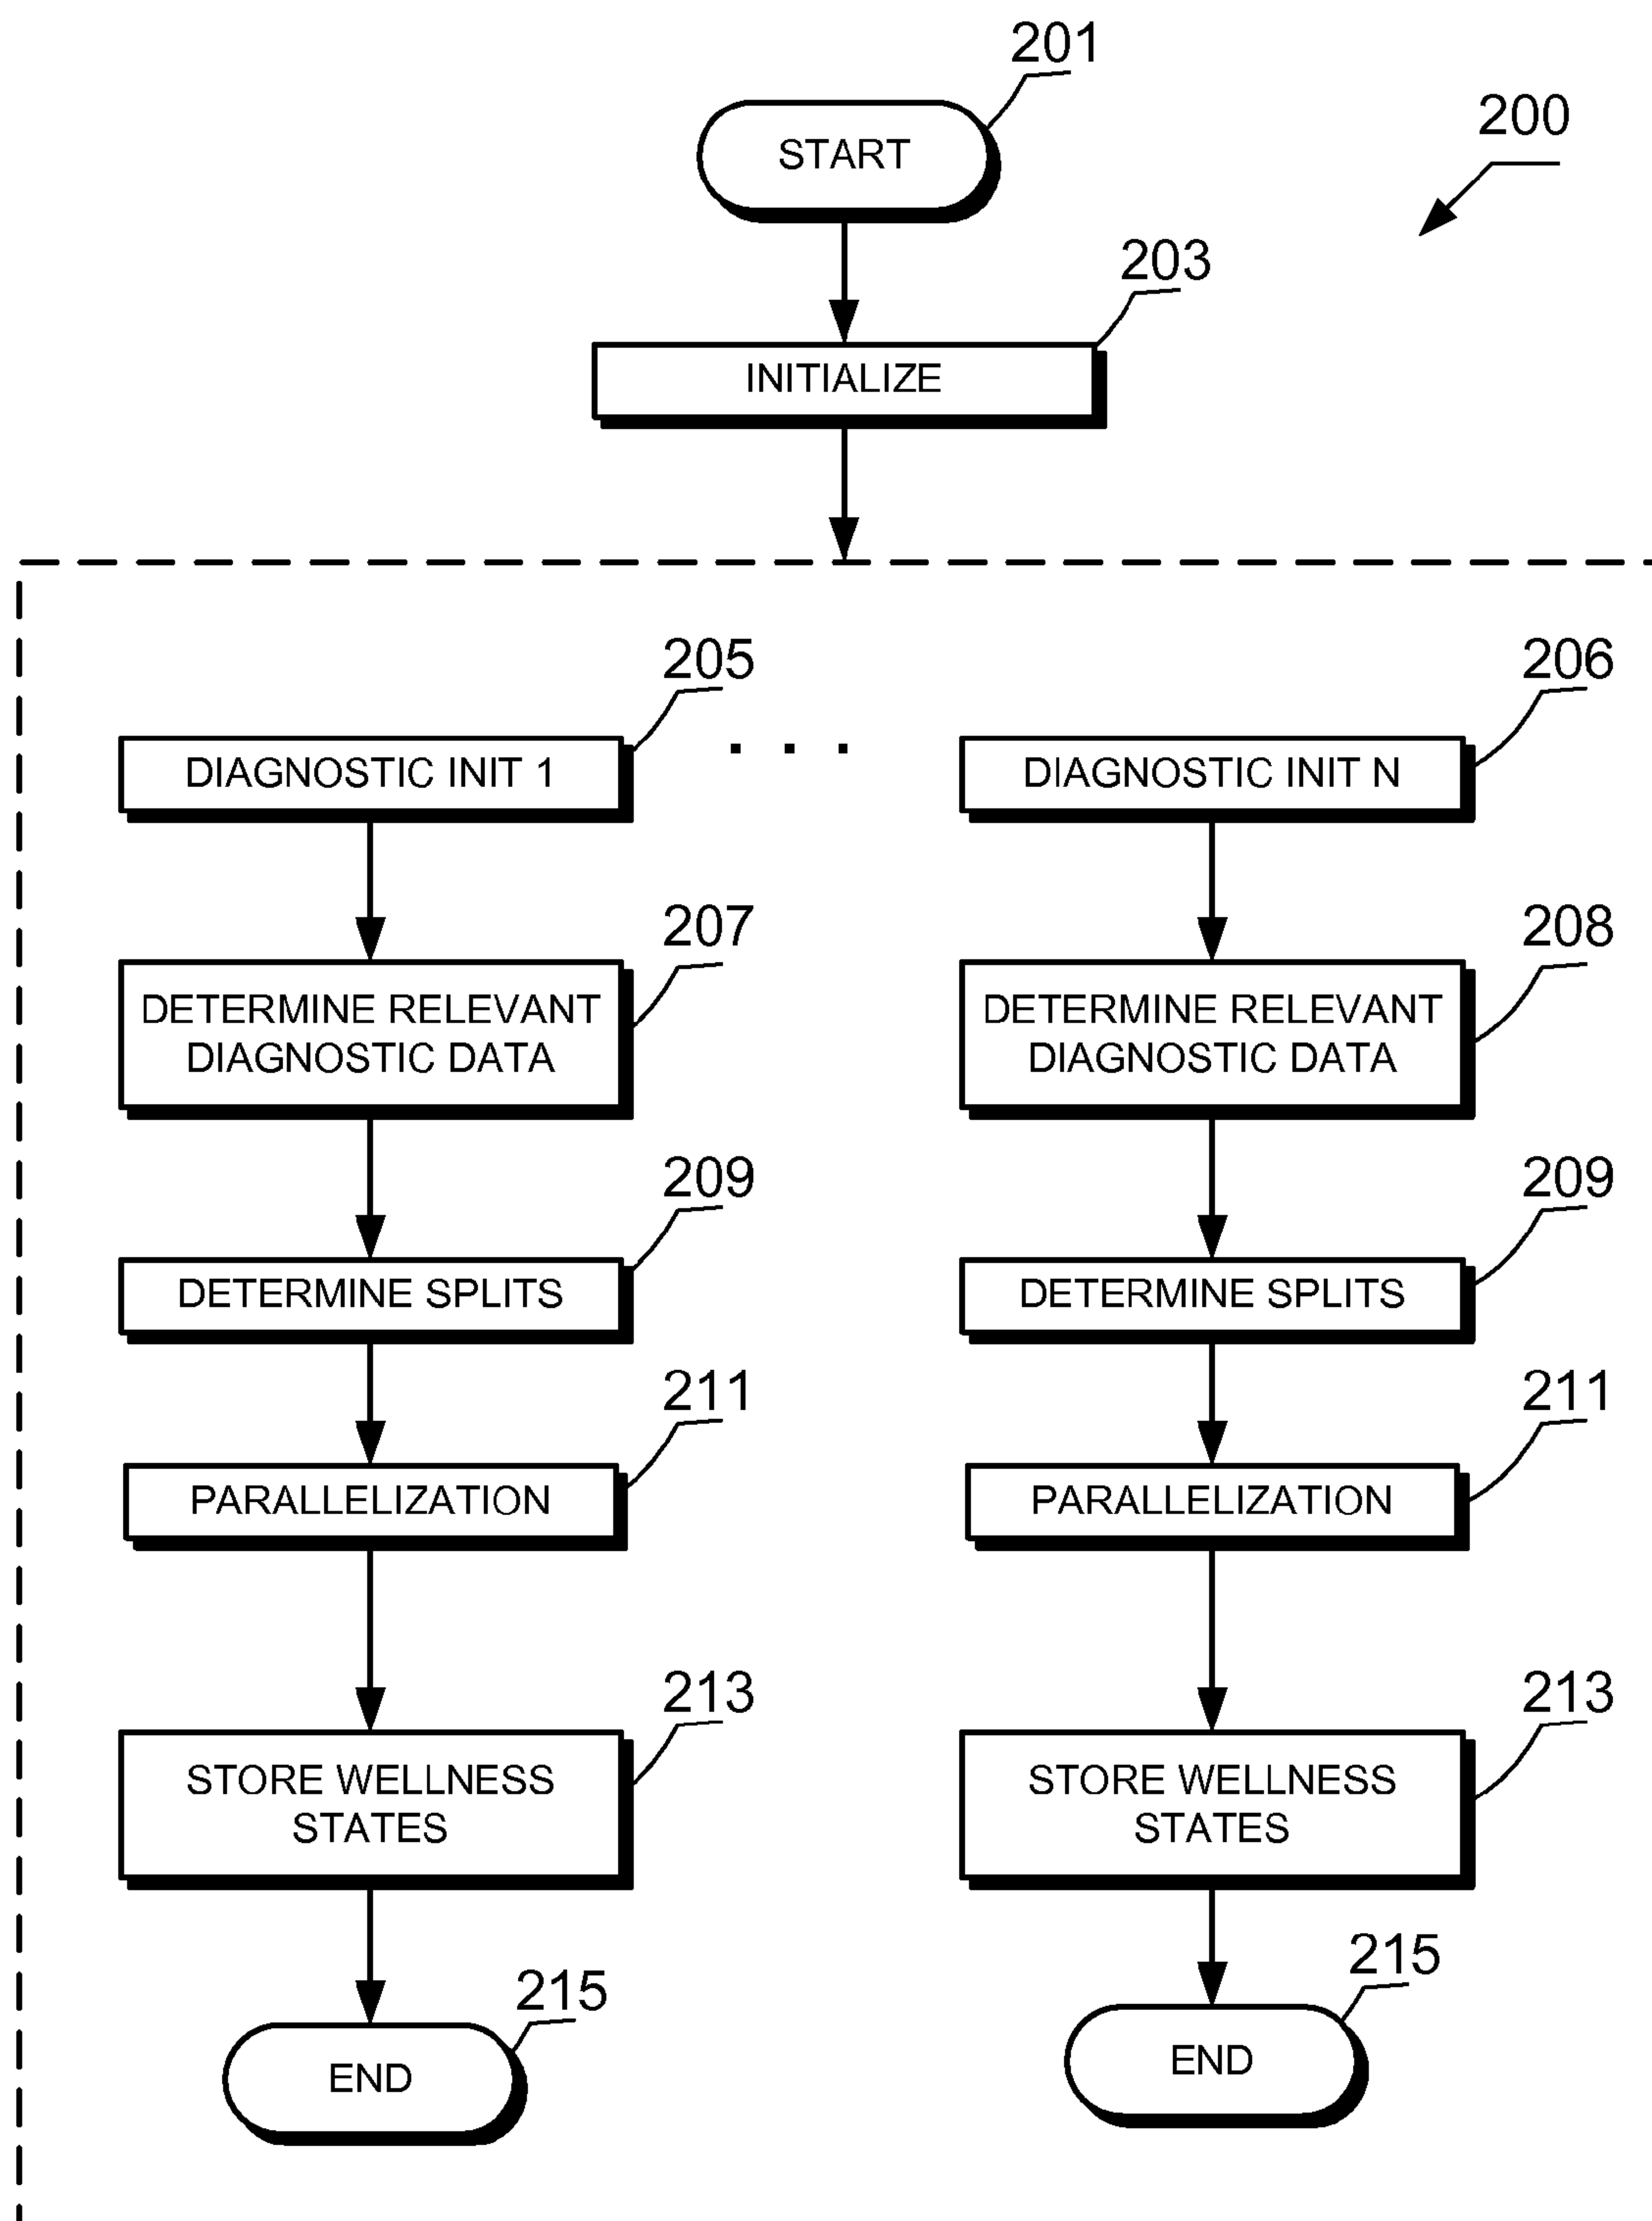 201
START
200
203
INITIALIZE
205
206
DIAGNOSTIC INIT 1
. . .
DIAGNOSTIC INIT N
207
208
DETERMINE RELEVANT
DIAGNOSTIC DATA
DETERMINE RELEVANT
DIAGNOSTIC DATA
209
209
DETERMINE SPLITS
DETERMINE SPLITS
211
211
PARALLELIZATION
PARALLELIZATION
213
213
STORE WELLNESS
STATES
STORE WELLNESS
STATES
215
215
END
END